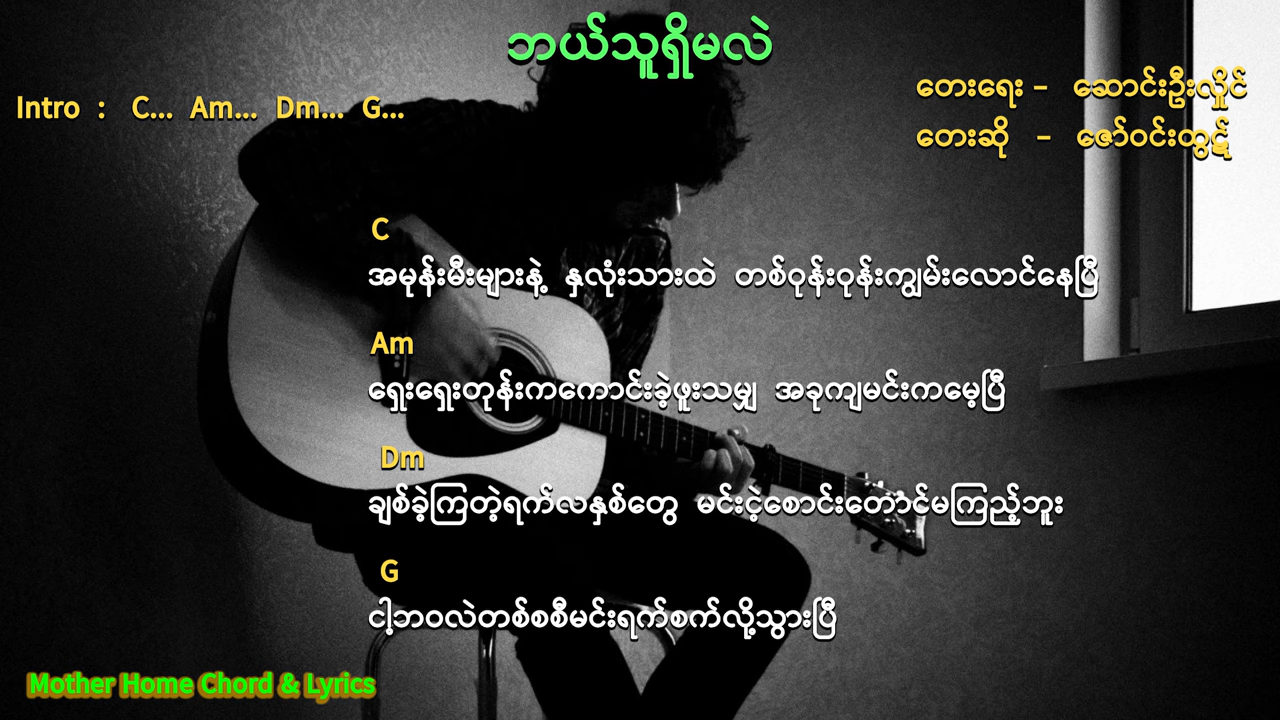 ဘယ်သူရှိမလဲ
Intro : C... Am... Dm... G...
တေးရေး – ဆောင်းဦးလှိုင်
တေးဆို – ဇော်ဝင်းထွဋ်
C
အမုန်းမီးများနဲ့ နှလုံးသားထဲ တစ်ဝုန်းဝုန်းကျွမ်းလောင်နေပြီ
Am
ရှေးရှေးတုန်းကကောင်းခဲ့ဖူးသမျှ အခုကျမင်းကမေ့ပြီ
Dm
ချစ်ခဲ့ကြတဲ့ရက်လနှစ်တွေ မင်းငဲ့စောင်းတောင်မကြည့်ဘူး
G
ငါ့ဘဝလဲတစ်စစီမင်းရက်စက်လို့သွားပြီ
Mother Home Chord & Lyrics